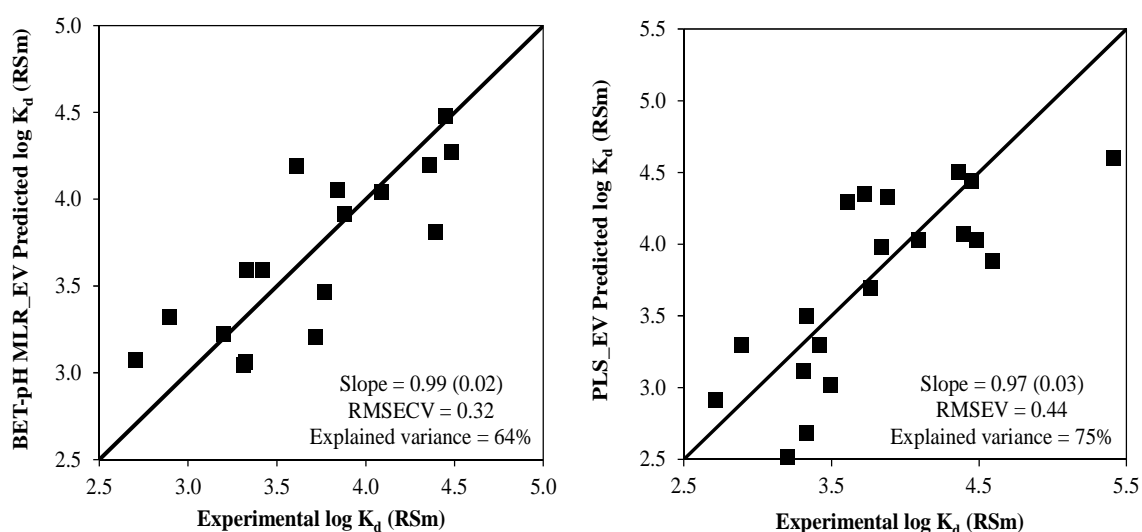 BET-pH MLR_EV Predicted log Kd (RSm)
5.0
4.5
4.0
3.5
3.0
2.5
2.5
3.0
3.5
4.0
4.5
5.0
Slope = 0.99 (0.02)
RMSECV = 0.32
Explained variance = 64%
Experimental log Kd (RSm)
PLS_EV Predicted log Kd (RSm)
5.5
5.0
4.5
4.0
3.5
3.0
2.5
2.5
3.5
4.5
5.5
Slope = 0.97 (0.03)
RMSEV = 0.44
Explained variance = 75%
Experimental log Kd (RSm)